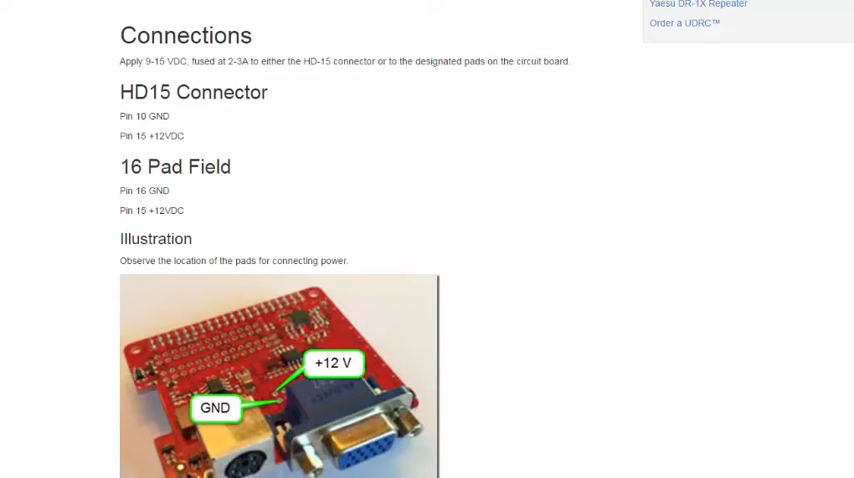 Yaesu DR-1X Repeater
Order a UDRC™
Connections
Apply 9-15 VDC, fused at 2-3A to either the HD-15 connector or to the designated pads on the circuit board.
HD15 Connector
Pin 10 GND
Pin 15 +12VDC
16 Pad Field
Pin 16 GND
Pin 15 +12VDC
Illustration
Observe the location of the pads for connecting power.
+12 V
GND